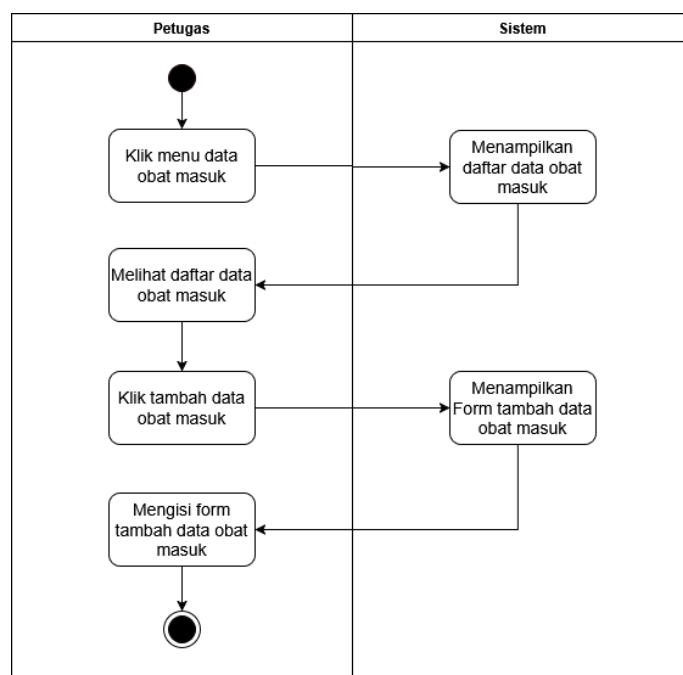 Petugas
Sistem
Klik menu data
obat masuk
Menampilkan
daftar data obat
masuk
Melihat daftar data
obat masuk
Klik tambah data
obat masuk
Menampilkan
Form tambah data
obat masuk
Mengisi form
tambah data obat
masuk